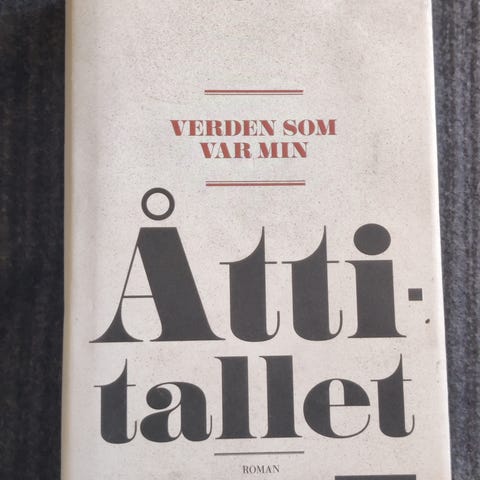 VERDEN SOM
VAR MIN
Åtti-
tallet
ROMAN